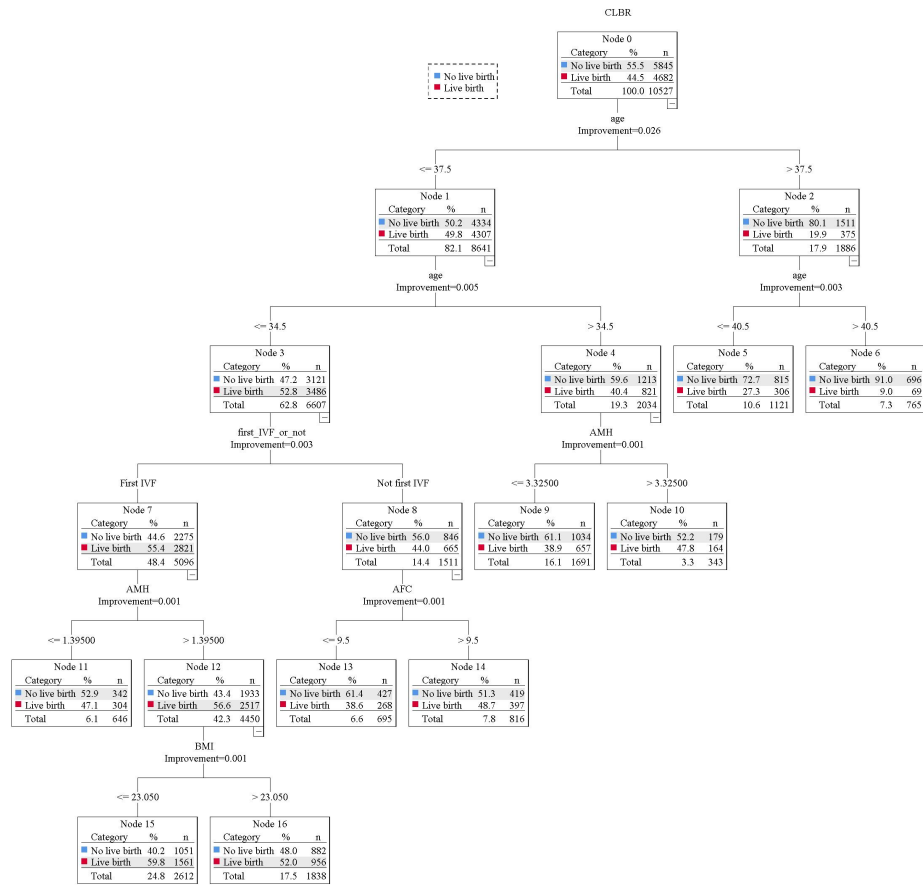 CLBR
Node 0
Category % n
No live birth 55.5 5845
Live birth 44.5 4682
Total 100.0 10527
No live birth
Live birth
age
Improvement=0.026
<= 37.5
> 37.5
Node 1
Category % n
No live birth 50.2 4334
Live birth 49.8 4307
Total 82.1 8641
Node 2
Category % n
No live birth 80.1 1511
Live birth 19.9 375
Total 17.9 1886
age
Improvement=0.005
age
Improvement=0.003
<= 34.5
> 34.5
<= 40.5
> 40.5
Node 3
Category % n
No live birth 47.2 3121
Live birth 52.8 3486
Total 62.8 6607
Node 4
Category % n
No live birth 59.6 1213
Live birth 40.4 821
Total 19.3 2034
Node 5
Category % n
No live birth 72.7 815
Live birth 27.3 306
Total 10.6 1121
Node 6
Category % n
No live birth 91.0 696
Live birth 9.0 69
Total 7.3 765
first_IVF_or_not
Improvement=0.003
AMH
Improvement=0.001
First IVF
Not first IVF
<= 3.32500
> 3.32500
Node 7
Category % n
No live birth 44.6 2275
Live birth 55.4 2821
Total 48.4 5096
Node 8
Category % n
No live birth 56.0 846
Live birth 44.0 665
Total 14.4 1511
Node 9
Category % n
No live birth 61.1 1034
Live birth 38.9 657
Total 16.1 1691
Node 10
Category % n
No live birth 52.2 179
Live birth 47.8 164
Total 3.3 343
AMH
Improvement=0.001
AFC
Improvement=0.001
<= 1.39500
> 1.39500
<= 9.5
> 9.5
Node 11
Category % n
No live birth 52.9 342
Live birth 47.1 304
Total 6.1 646
Node 12
Category % n
No live birth 43.4 1933
Live birth 56.6 2517
Total 42.3 4450
Node 13
Category % n
No live birth 61.4 427
Live birth 38.6 268
Total 6.6 695
Node 14
Category % n
No live birth 51.3 419
Live birth 48.7 397
Total 7.8 816
BMI
Improvement=0.001
<= 23.050
> 23.050
Node 15
Category % n
No live birth 40.2 1051
Live birth 59.8 1561
Total 24.8 2612
Node 16
Category % n
No live birth 48.0 882
Live birth 52.0 956
Total 17.5 1838